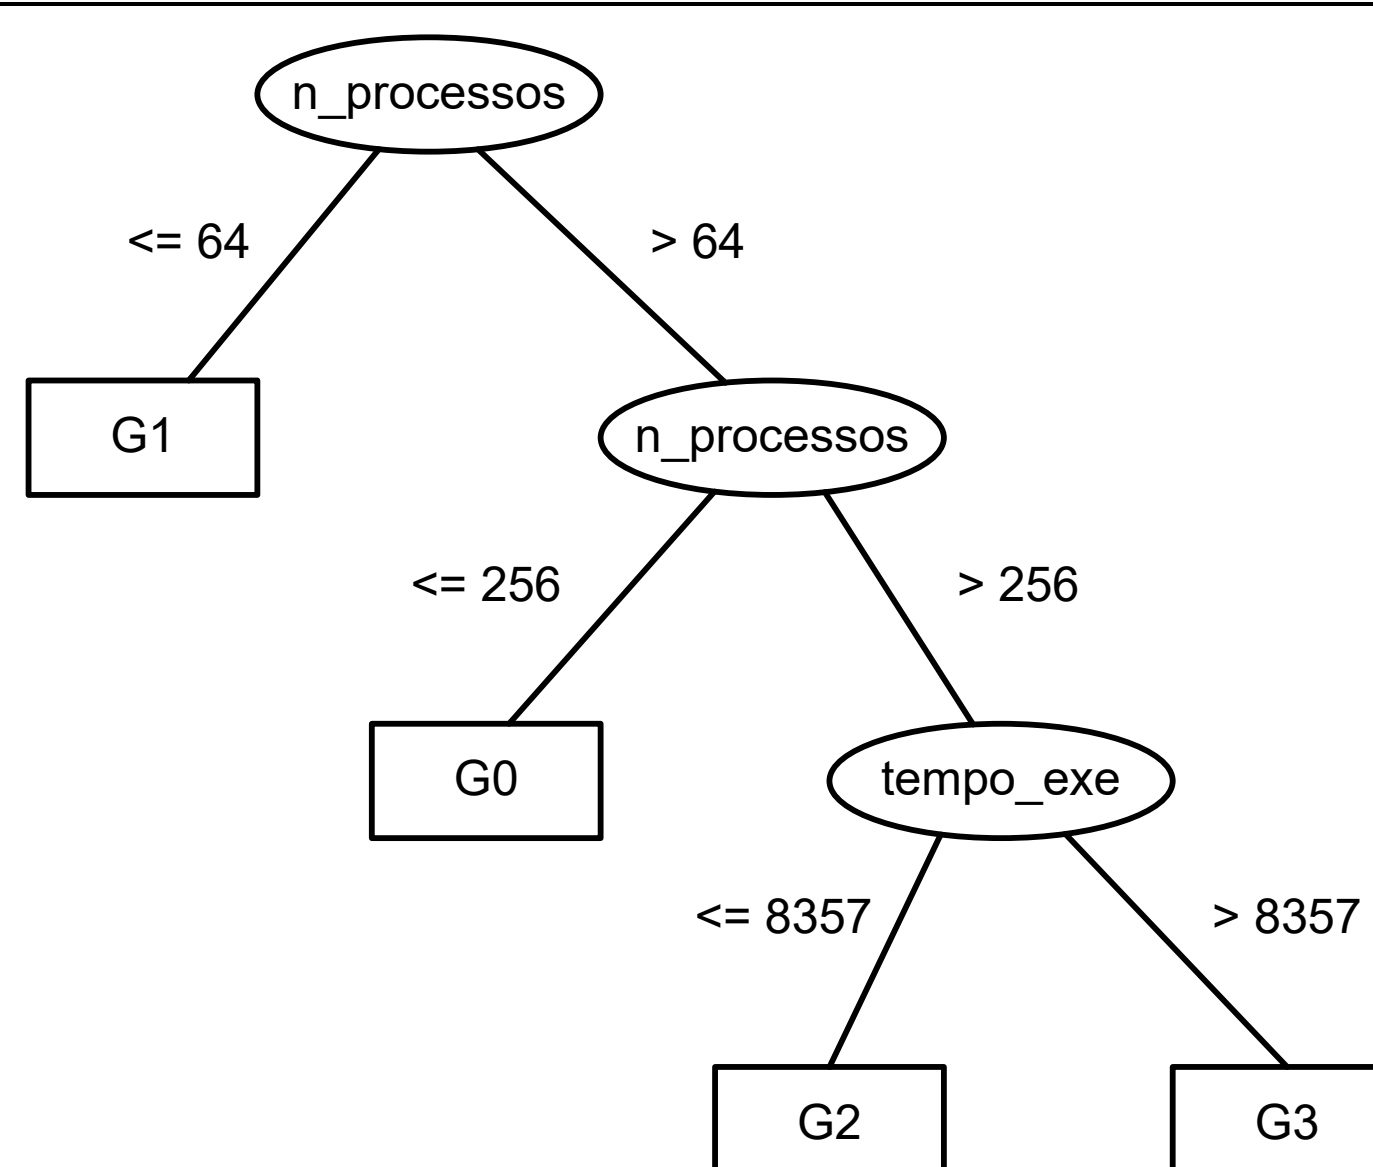 n_processos
<= 64
> 64
G1
n_processos
<= 256
> 256
G0
tempo_exe
<= 8357
> 8357
G2
G3